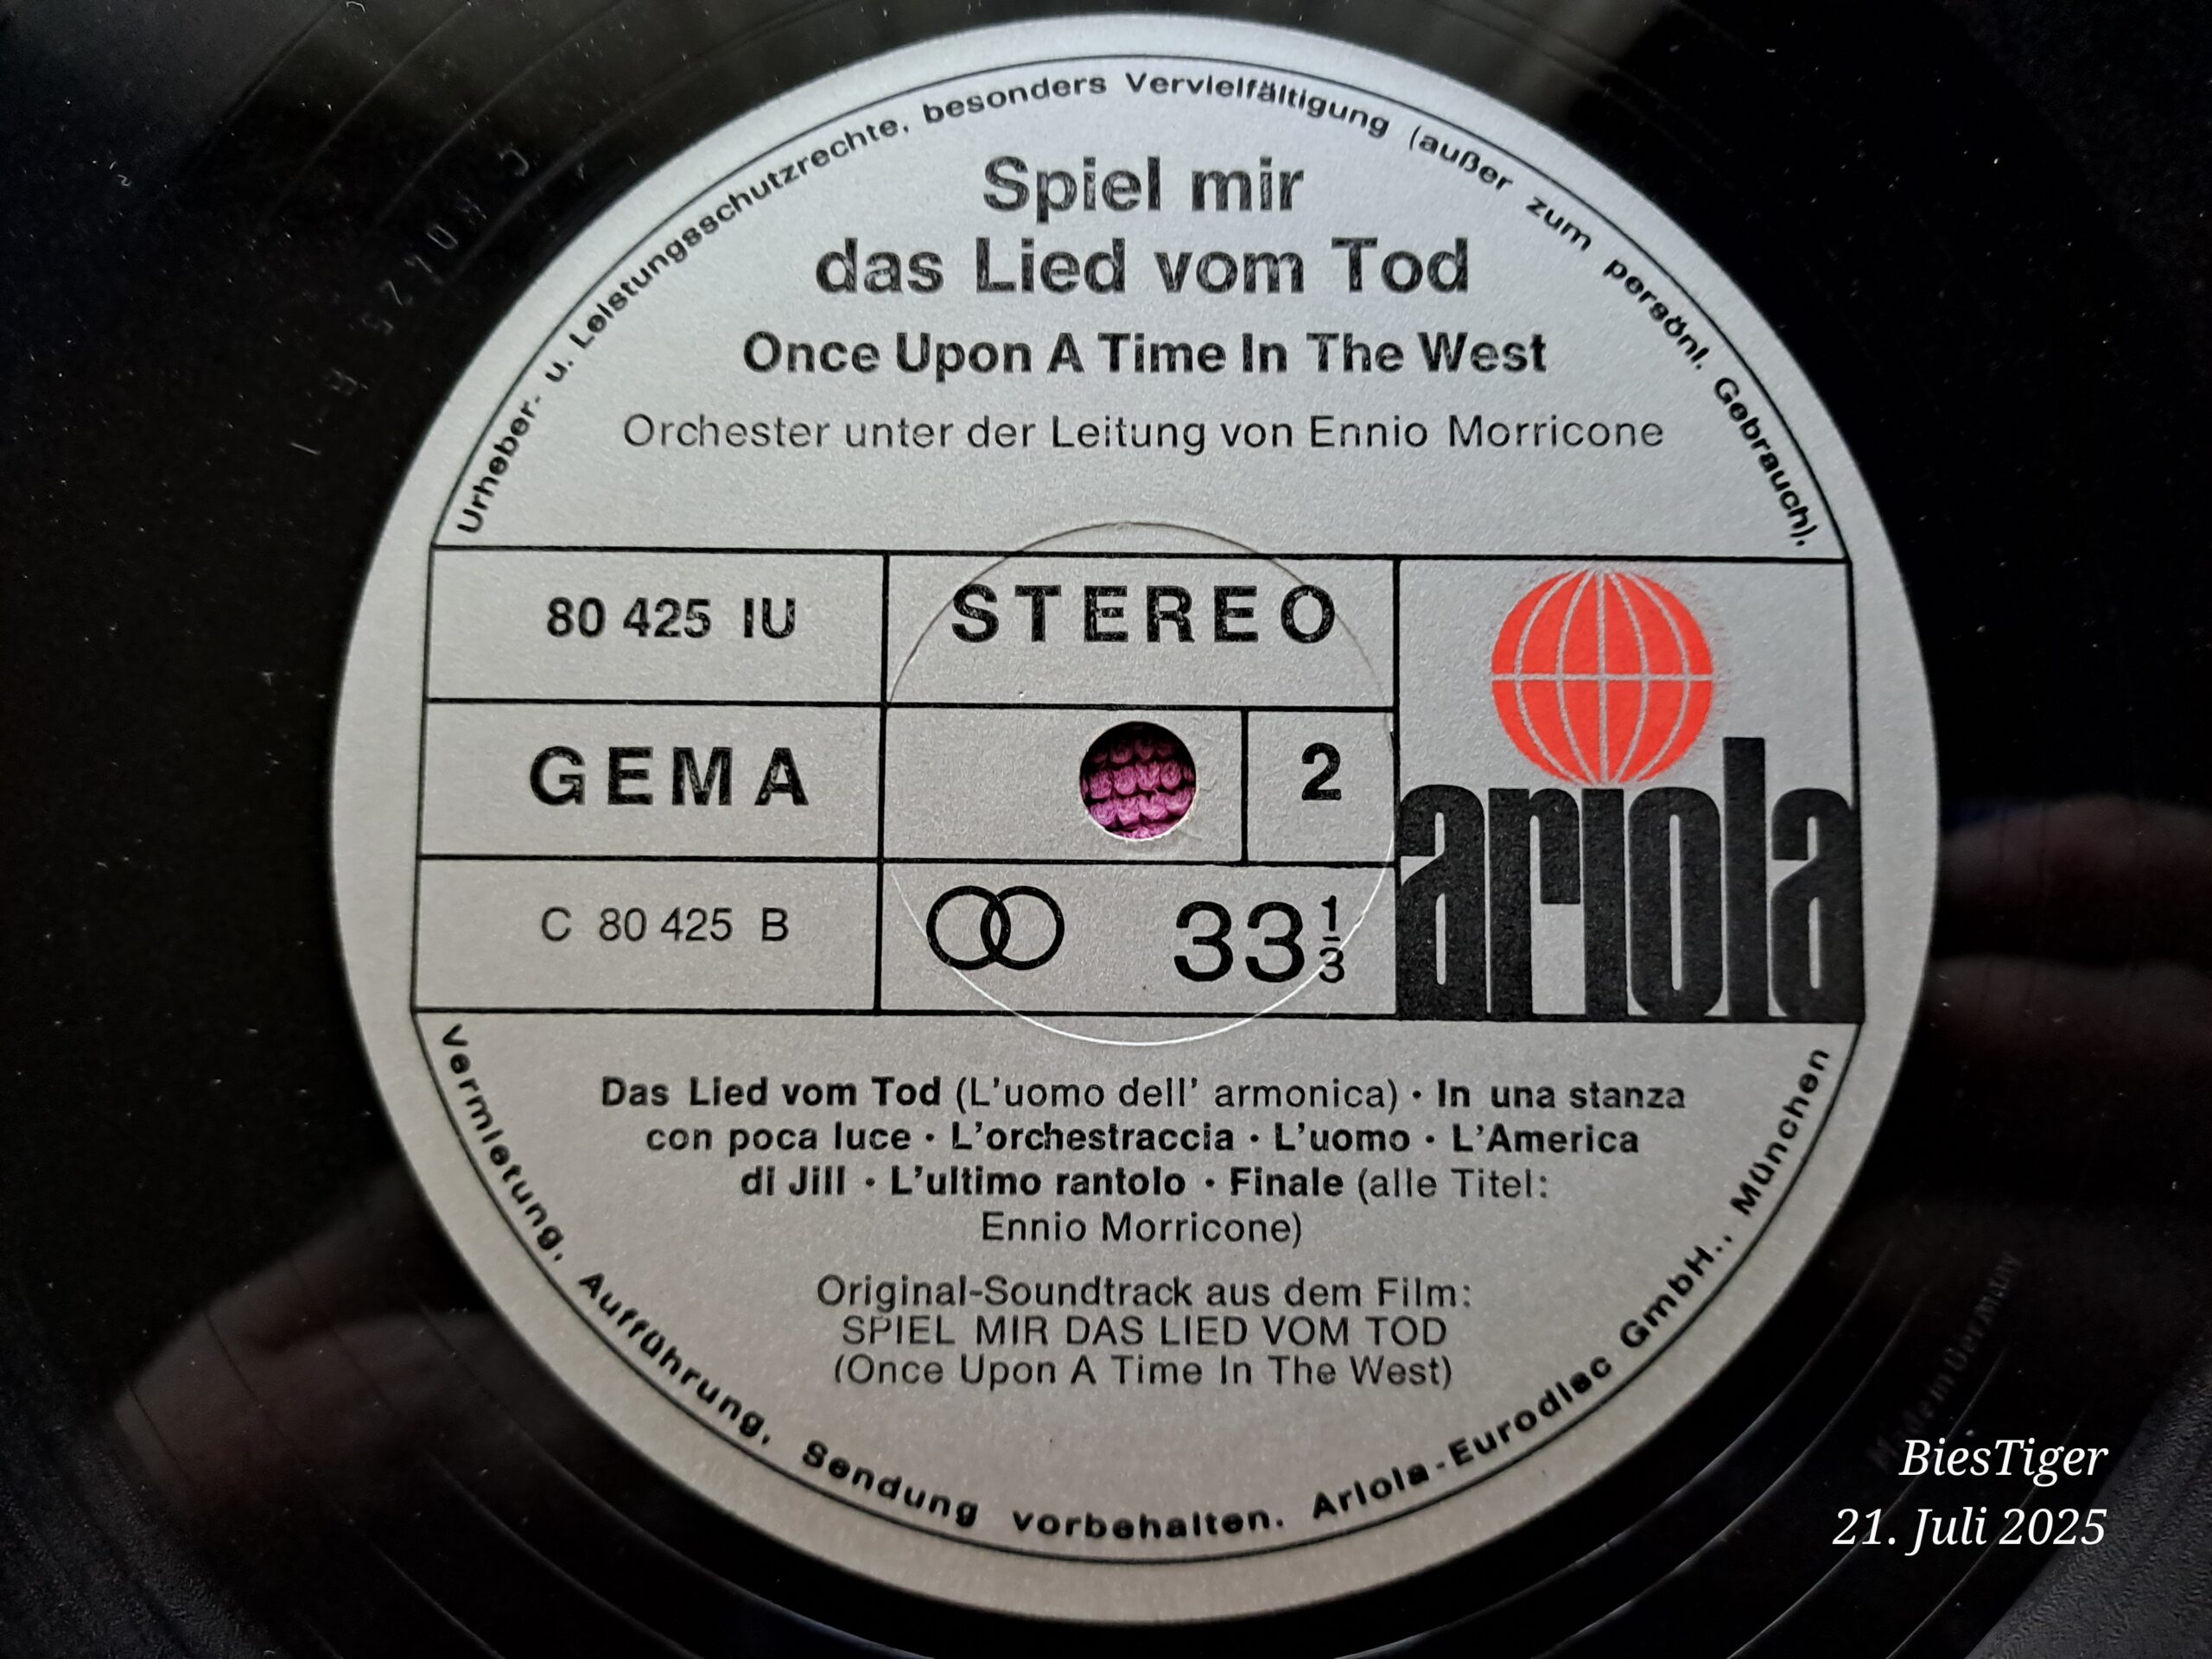 Urheber- u. Leistungsschutzrechte, besonders Vervielfältigung (außer zum persönl. Gebrauch),
Spiel mir
das Lied vom Tod
Once Upon A Time In The West
Orchester unter der Leitung von Ennio Morricone
80 425 IU
STEREO
GEMA
2
C 80 425 B
33 1/3
ariola
Das Lied vom Tod (L'uomo dell' armonica) • In una stanza
con poca luce • L'orchestraccia • L'uomo • L'America
di Jill • L'ultimo rantolo • Finale (alle Titel:
Ennio Morricone)
Original-Soundtrack aus dem Film:
SPIEL MIR DAS LIED VOM TOD
(Once Upon A Time In The West)
Vermietung, Aufführung, Sendung vorbehalten. Ariola-Eurodisc GmbH., München
Made in Germany
BiesTiger
21. Juli 2025